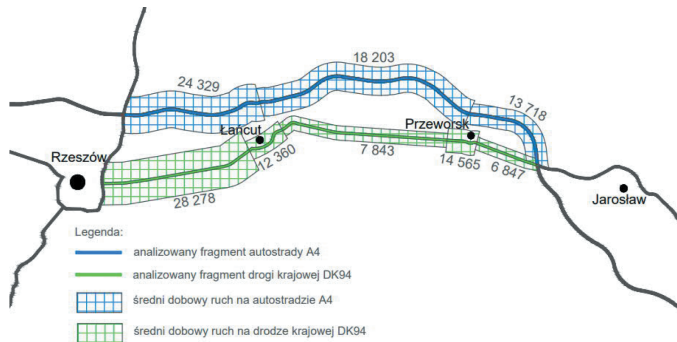 18 203
24 329
13 718
Łańcut
Przeworsk
Rzeszów
12 360
7 843
14 565
6 847
28 278
Jarosław
Legenda:
analizowany fragment autostrady A4
analizowany fragment drogi krajowej DK94
średni dobowy ruch na autostradzie A4
średni dobowy ruch na drodze krajowej DK94